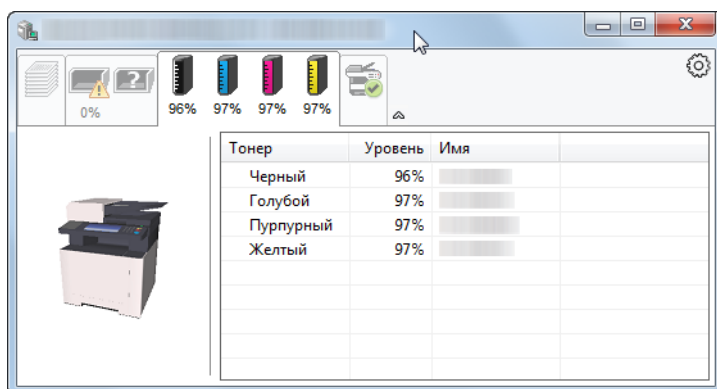 0% 96% 97% 97% 97%
Тонер Уровень Имя
Черный 96%
Голубой 97%
Пурпурный 97%
Желтый 97%